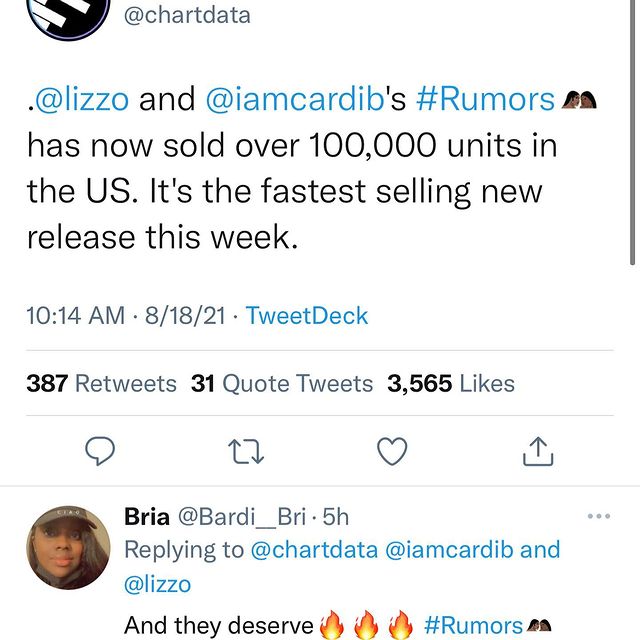 @chartdata
.@lizzo and @iamcardib's #Rumors
has now sold over 100,000 units in
the US. It's the fastest selling new
release this week.
10:14 AM · 8/18/21 · TweetDeck
387 Retweets 31 Quote Tweets 3,565 Likes
Bria @Bardi__Bri · 5h
Replying to @chartdata @iamcardib and
@lizzo
And they deserve🔥🔥🔥 #Rumors
CIAO